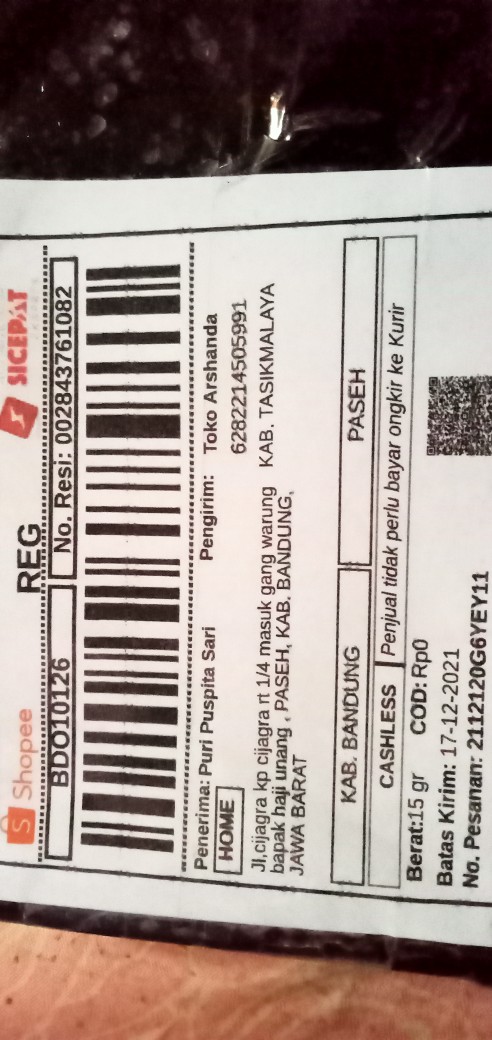 Shopee
REG
SICEPAT
BDO10126
No. Resi: 002843761082
Penerima: Puri Puspita Sari
Pengirim: Toko Arshanda
HOME
6282214505991
Jl,cijagra kp cijagra rt 1/4 masuk gang warung
KAB. TASIKMALAYA
bapak haji unang , PASEH, KAB. BANDUNG,
JAWA BARAT
KAB. BANDUNG
PASEH
CASHLESS
Penjual tidak perlu bayar ongkir ke Kurir
Berat:15 gr
COD: Rp0
Batas Kirim: 17-12-2021
No. Pesanan: 2112120G6YEY11